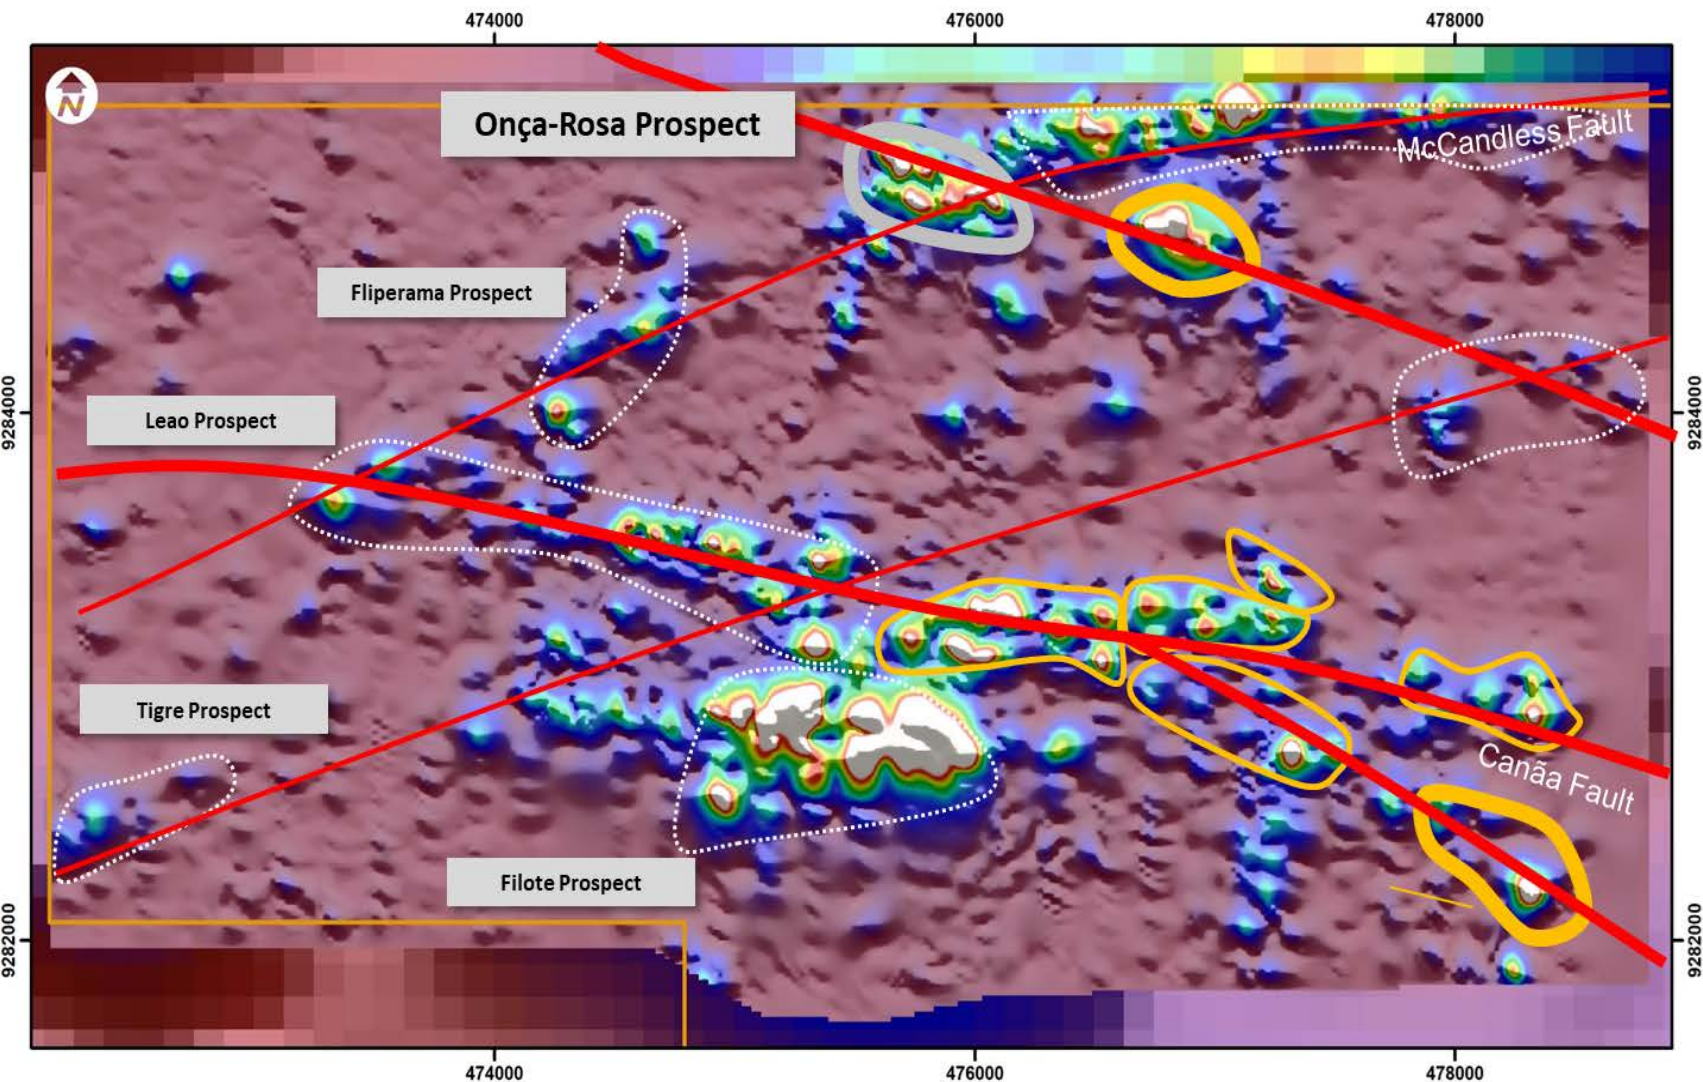 474000
476000
478000
N
Onça-Rosa Prospect
McCandless Fault
Fliperama Prospect
9284000
9284000
Leao Prospect
Tigre Prospect
Canãa Fault
Filote Prospect
9282000
9282000
474000
476000
478000